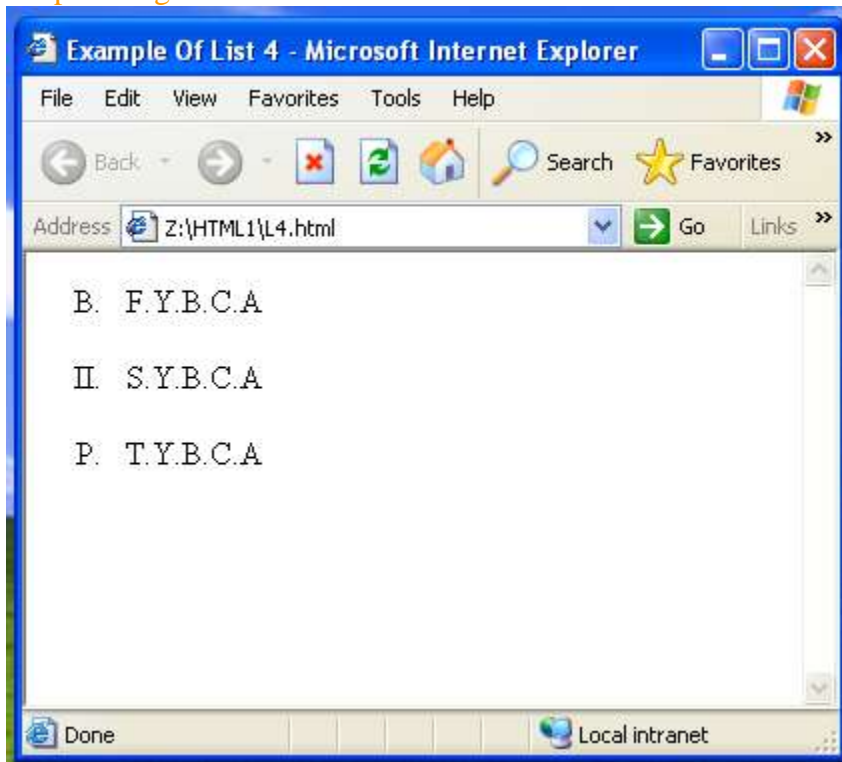 Example Of List 4 - Microsoft Internet Explorer
File Edit View Favorites Tools Help
Back Search Favorites »
Address Z:\HTML1\L4.html Go Links »
B. F.Y.B.C.A
II. S.Y.B.C.A
P. T.Y.B.C.A
Done Local intranet